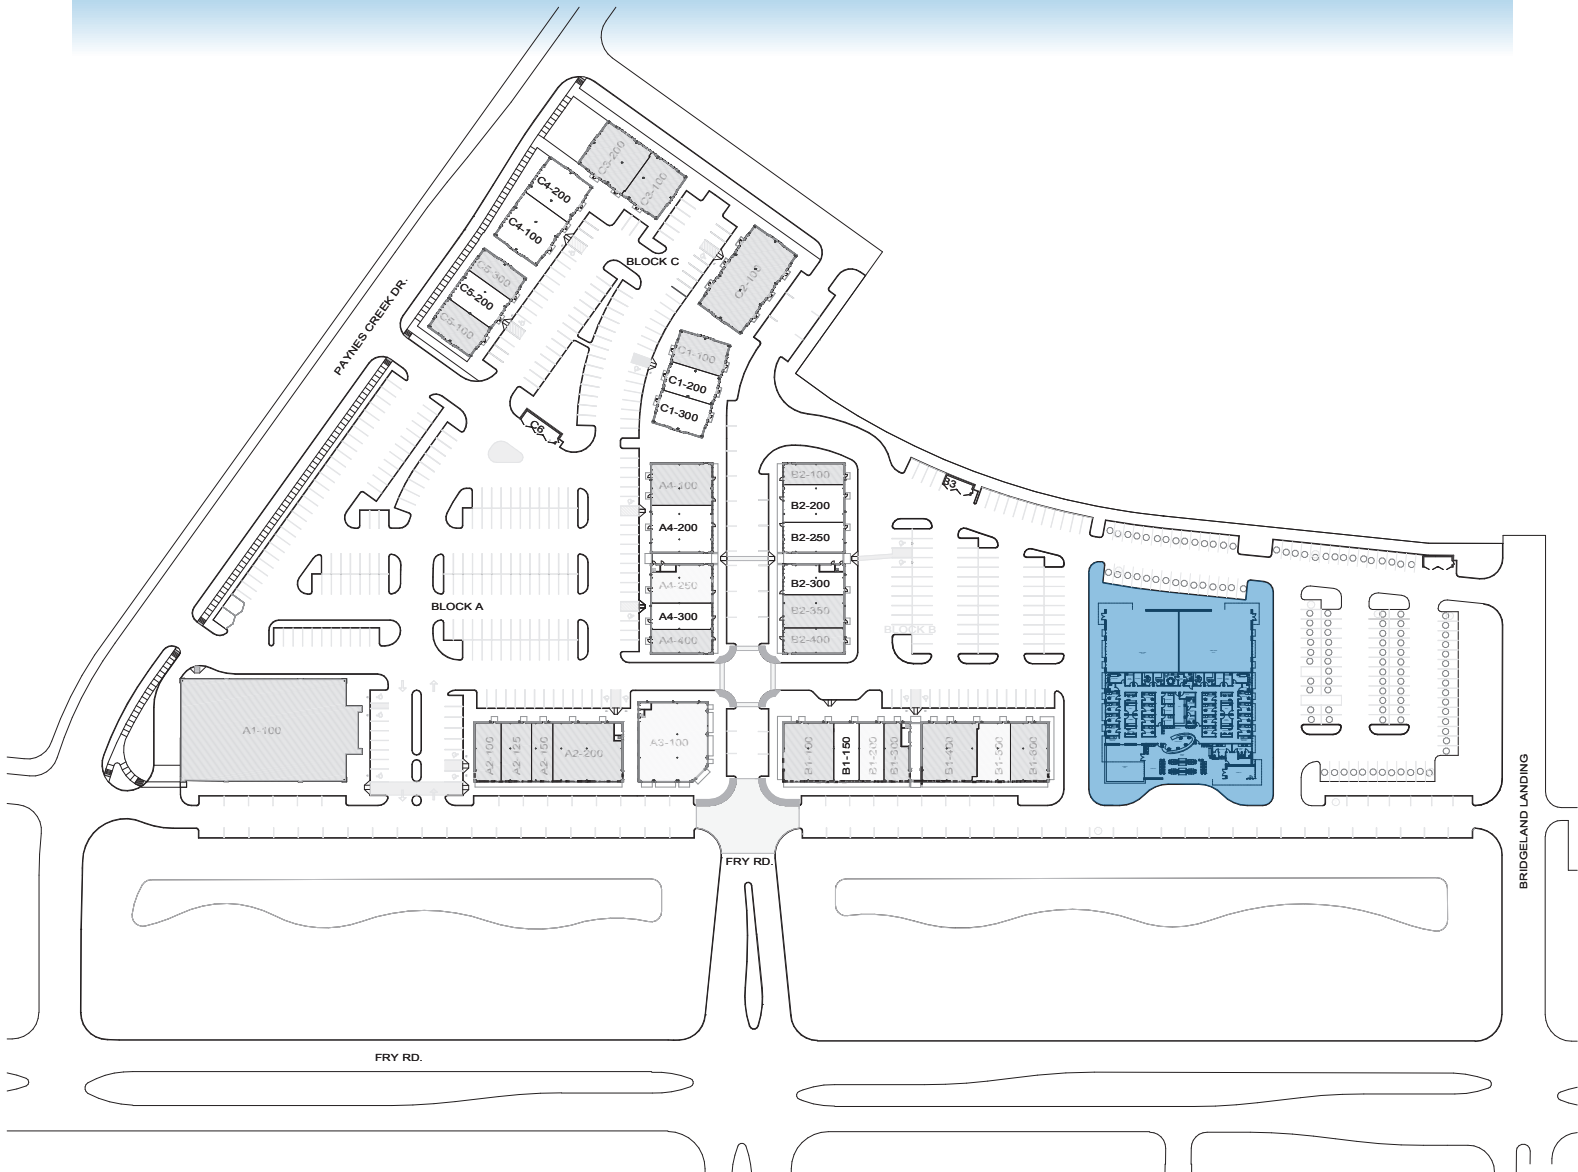 C3-200
C3-100
C4-200
C4-100
C5-300
C5-200
C5-100
BLOCK C
C2-100
PAYNES CREEK DR.
C1-100
C1-200
C1-300
C6
A4-100
A4-200
A4-250
A4-300
A4-400
B2-100
B2-200
B2-250
B2-300
B2-350
B2-400
B3
BLOCK A
BLOCK B
A1-100
A2-100
A2-125
A2-150
A2-200
A3-100
B1-100
B1-150
B1-200
B1-300
B1-400
B1-500
B1-600
BRIDGELAND LANDING
FRY RD.
FRY RD.